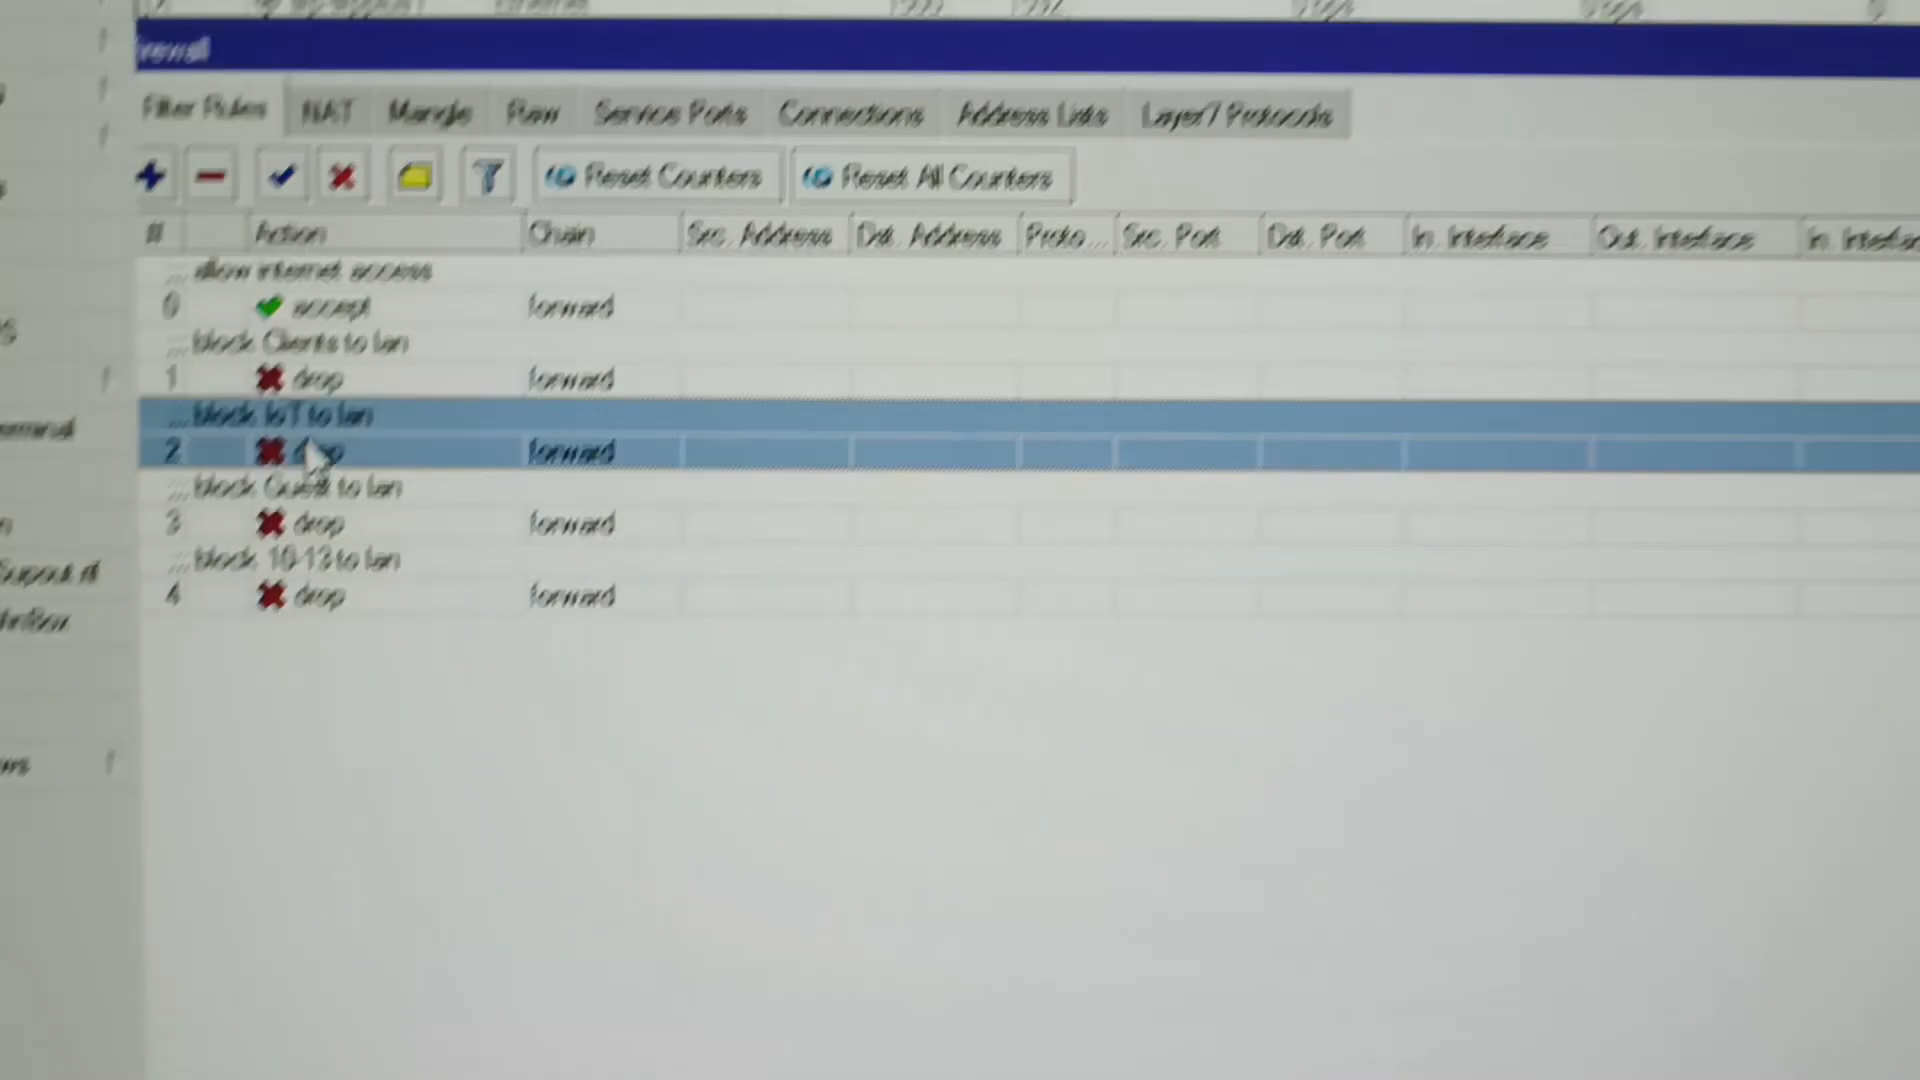 Filter Rules NAT Mangle Raw Service Ports Connections Address Lists Layer7 Protocols
Reset Counters Reset All Counters
# Action Chain Src. Address Dst. Address Proto... Src. Port Dst. Port In. Interface Out. Interface In. Interfac
... allow internet access
0 accept forward
... block Clients to lan
1 drop forward
... block IoT to lan
2 drop forward
... block Guest to lan
3 drop forward
... block 10-13 to lan
4 drop forward